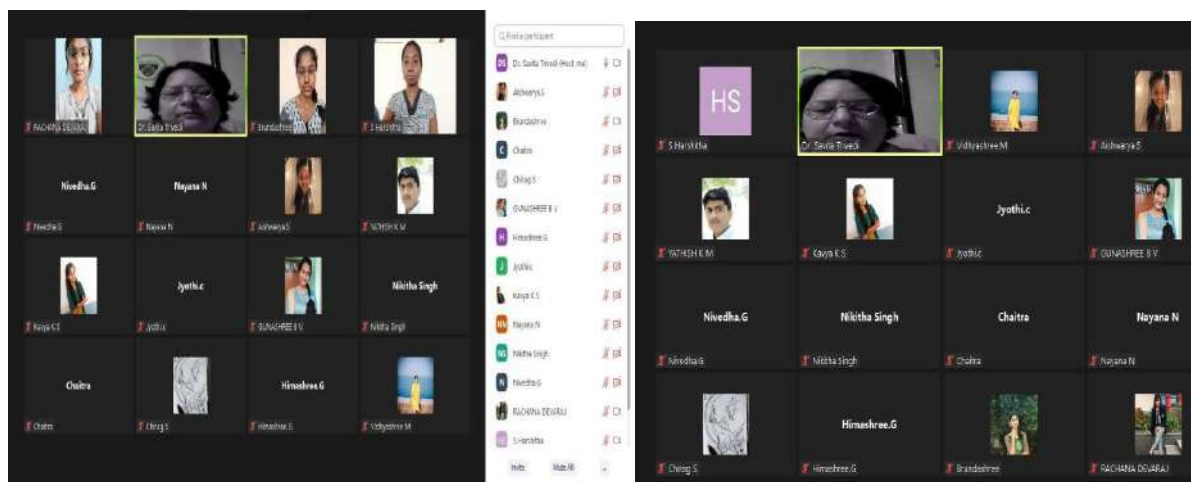 RACHANA DEVARAJ
Dr. Savita Trivedi
Brundashree
S Harshitha
Nivedha.G
Nayana N
Nivedha.G
Nayana N
Aishwarya.S
YATHISH K M
Jyothi.c
Nikitha Singh
Kavya K S
Jyothi.c
GUNASHREE B V
Nikitha Singh
Chaitra
Himashree.G
Chaitra
Chirag S
Himashree.G
Vidhyashree.M
Find a participant
DS Dr. Savita Trivedi (Host, me)
Aishwarya.S
Brundashree
C Chaitra
Chirag S
GUNASHREE B V
H Himashree.G
J Jyothi.c
Kavya K S
NN Nayana N
NS Nikitha Singh
N Nivedha.G
RACHANA DEVARAJ
HS S Harshitha
Invite Mute All
HS
S Harshitha
Dr. Savita Trivedi
Vidhyashree.M
Aishwarya.S
Jyothi.c
YATHISH K M
Kavya K S
Jyothi.c
GUNASHREE B V
Nivedha.G
Nikitha Singh
Chaitra
Nayana N
Nivedha.G
Nikitha Singh
Chaitra
Nayana N
Himashree.G
Chirag S
Himashree.G
Brundashree
RACHANA DEVARAJ